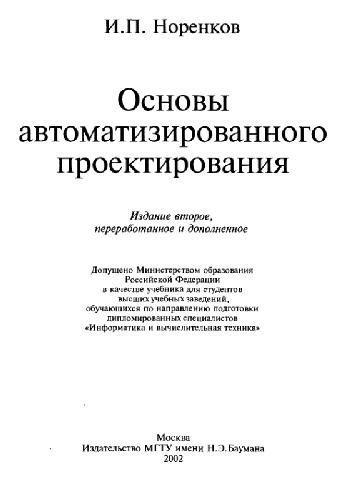 И.П. Норенков
Основы
автоматизированного
проектирования
Издание второе,
переработанное и дополненное
Допущено Министерством образования
Российской Федерации
в качестве учебника для студентов
высших учебных заведений,
обучающихся по направлению подготовки
дипломированных специалистов
«Информатика и вычислительная техника»
Москва
Издательство МГТУ имени Н.Э.Баумана
2002